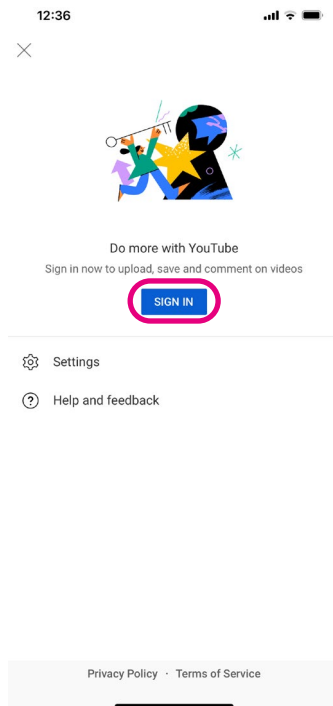 12:36
Do more with YouTube
Sign in now to upload, save and comment on videos
SIGN IN
Settings
? Help and feedback
Privacy Policy · Terms of Service